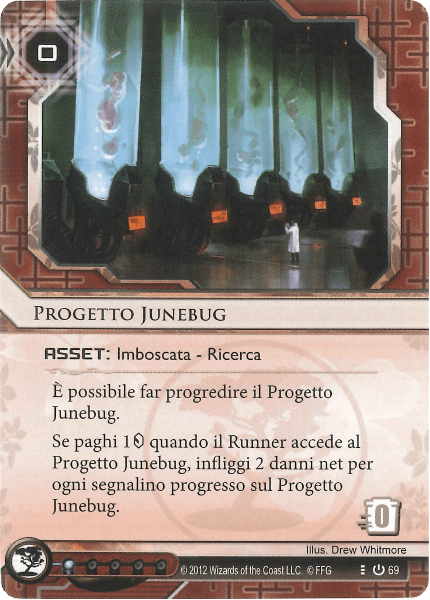 0
PROGETTO JUNEBUG
ASSET: Imboscata - Ricerca
È possibile far progredire il Progetto
Junebug.
Se paghi 1 quando il Runner accede al
Progetto Junebug, infliggi 2 danni net per
ogni segnalino progresso sul Progetto
Junebug.
0
Illus. Drew Whitmore
© 2012 Wizards of the Coast LLC © FFG
69